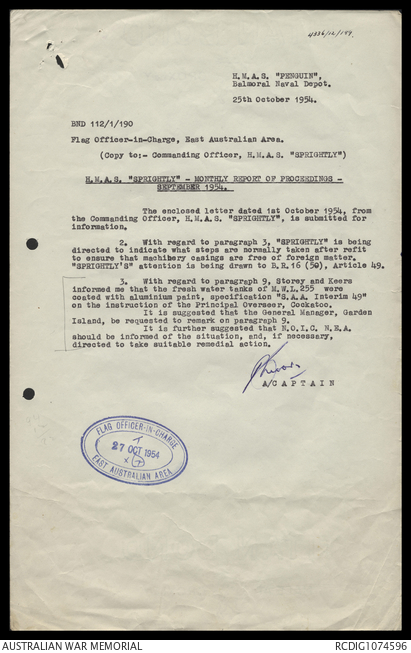 4336/12/159.
H.M.A.S. "PENGUIN",
Balmoral Naval Depot.
25th October 1954.
BND 112/1/190
Flag Officer-in-Charge, East Australian Area.
(Copy to:- Commanding Officer, H.M.A.S. "SPRIGHTLY")
H.M.A.S. "SPRIGHTLY" - MONTHLY REPORT OF PROCEEDINGS -
SEPTEMBER 1954.
The enclosed letter dated 1st October 1954, from
the Commanding Officer, H.M.A.S. "SPRIGHTLY", is submitted for
information.
2. With regard to paragraph 3, "SPRIGHTLY" is being
directed to indicate what steps are normally taken after refit
to ensure that machinery casings are free of foreign matter.
"SPRIGHTLY'S" attention is being drawn to B.R.16 (50), Article 49.
3. With regard to paragraph 9, Storey and Keers
informed me that the fresh water tanks of M.W.L.255 were
coated with aluminium paint, specification "S.A.A. Interim 49"
on the instruction of the Principal Overseer, Cockatoo.
It is suggested that the General Manager, Garden
Island, be requested to remark on paragraph 9.
It is further suggested that N.O.I.C. N.E.A.
should be informed of the situation, and, if necessary,
directed to take suitable remedial action.
A/CAPTAIN
FLAG OFFICER-IN-CHARGE
27 OCT 1954
EAST AUSTRALIAN AREA
AUSTRALIAN WAR MEMORIAL
RCDIG1074596